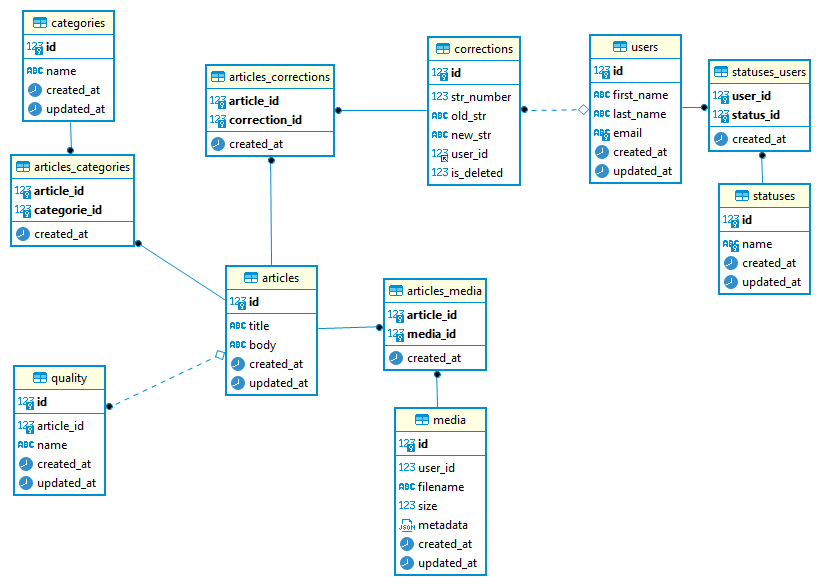 categories
123 id
ABC name
created_at
updated_at
articles_categories
123 article_id
123 categorie_id
created_at
articles_corrections
123 article_id
123 correction_id
created_at
corrections
123 id
123 str_number
ABC old_str
ABC new_str
123 user_id
123 is_deleted
users
123 id
ABC first_name
ABC last_name
ABC email
created_at
updated_at
statuses_users
123 user_id
123 status_id
created_at
statuses
123 id
ABC name
created_at
updated_at
articles
123 id
ABC title
ABC body
created_at
updated_at
articles_media
123 article_id
123 media_id
created_at
quality
123 id
123 article_id
ABC name
created_at
updated_at
media
123 id
123 user_id
ABC filename
123 size
JSON metadata
created_at
updated_at